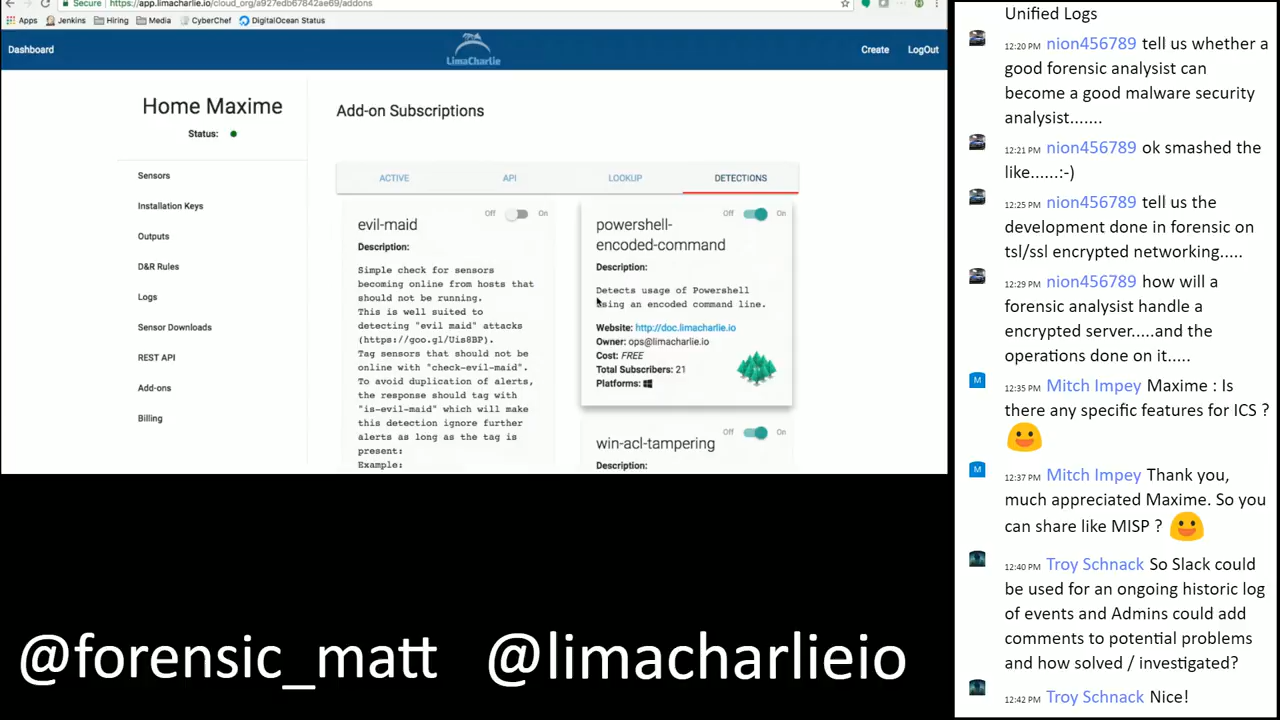 Secure
https://app.limacharlie.io/cloud_org/a927edb67842ae69/addons
Apps
Jenkins
Hiring
Media
CyberChef
DigitalOcean Status
Dashboard
LimaCharlie
Create
LogOut
Home Maxime
Status:
Sensors
Installation Keys
Outputs
D&R Rules
Logs
Sensor Downloads
REST API
Add-ons
Billing
Add-on Subscriptions
ACTIVE
API
LOOKUP
DETECTIONS
Off
On
evil-maid
Description:
Simple check for sensors
becoming online from hosts that
should not be running.
This is well suited to
detecting "evil maid" attacks
(https://goo.gl/Uis8BP).
Tag sensors that should not be
online with "check-evil-maid".
To avoid duplication of alerts,
the response should tag with
"is-evil-maid" which will make
this detection ignore further
alerts as long as the tag is
present:
Example:
Off
On
powershell-
encoded-command
Description:
Detects usage of Powershell
using an encoded command line.
Website: http://doc.limacharlie.io
Owner: ops@limacharlie.io
Cost: FREE
Total Subscribers: 21
Platforms:
Off
On
win-acl-tampering
Description:
@forensic_matt
@limacharlieio
Unified Logs
12:20 PM nion456789 tell us whether a
good forensic analyst can
become a good malware security
analyst.......
12:21 PM nion456789 ok smashed the
like......:-)
12:25 PM nion456789 tell us the
development done in forensic on
tsl/ssl encrypted networking.....
12:29 PM nion456789 how will a
forensic analyst handle a
encrypted server.....and the
operations done on it.....
M
12:35 PM Mitch Impey Maxime : Is
there any specific features for ICS ?
M
12:37 PM Mitch Impey Thank you,
much appreciated Maxime. So you
can share like MISP ?
12:40 PM Troy Schnack So Slack could
be used for an ongoing historic log
of events and Admins could add
comments to potential problems
and how solved / investigated?
12:42 PM Troy Schnack Nice!